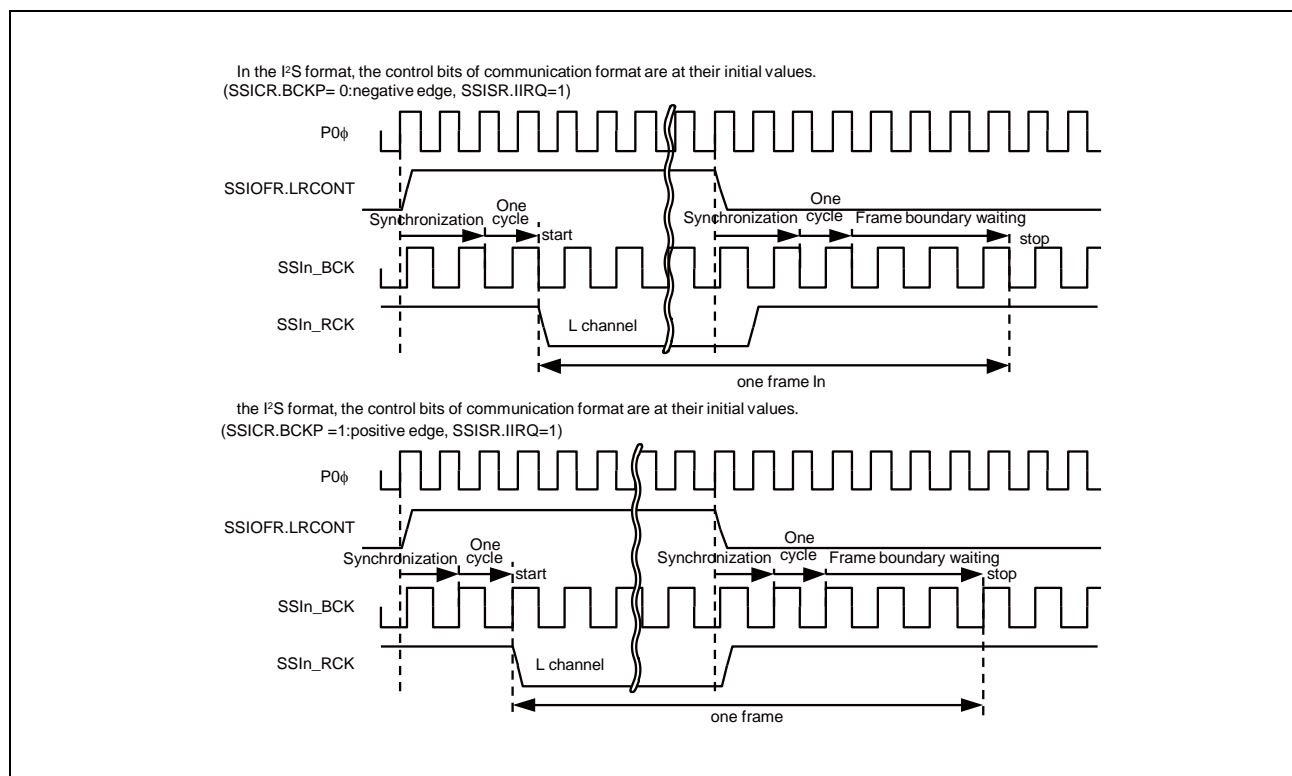 In the I²S format, the control bits of communication format are at their initial values.
(SSICR.BCKP= 0:negative edge, SSISR.IIRQ=1)
P0ϕ
SSIOFR.LRCONT
Synchronization One cycle start
Synchronization One cycle Frame boundary waiting stop
SSIn_BCK
SSIn_RCK
L channel
one frame In
the I²S format, the control bits of communication format are at their initial values.
(SSICR.BCKP =1:positive edge, SSISR.IIRQ=1)
P0ϕ
SSIOFR.LRCONT
Synchronization One cycle start
Synchronization One cycle Frame boundary waiting stop
SSIn_BCK
SSIn_RCK
L channel
one frame